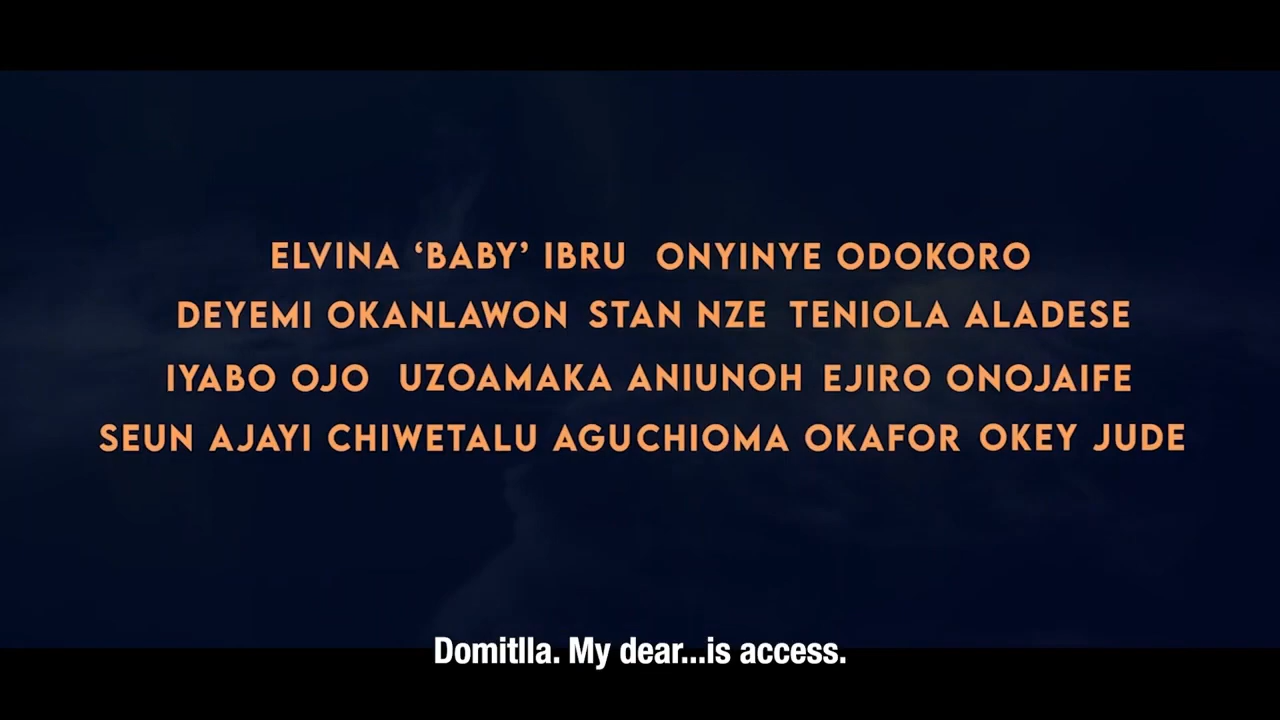 ELVINA ‘BABY’ IBRU ONYINYE ODOKORO
DEYEMI OKANLAWON STAN NZE TENIOLA ALADESE
IYABO OJO UZOAMAKA ANIUNOH EJIRO ONOJAIFE
SEUN AJAYI CHIWETALU AGUCHIOMA OKAFOR OKEY JUDE
Domitlla. My dear...is access.